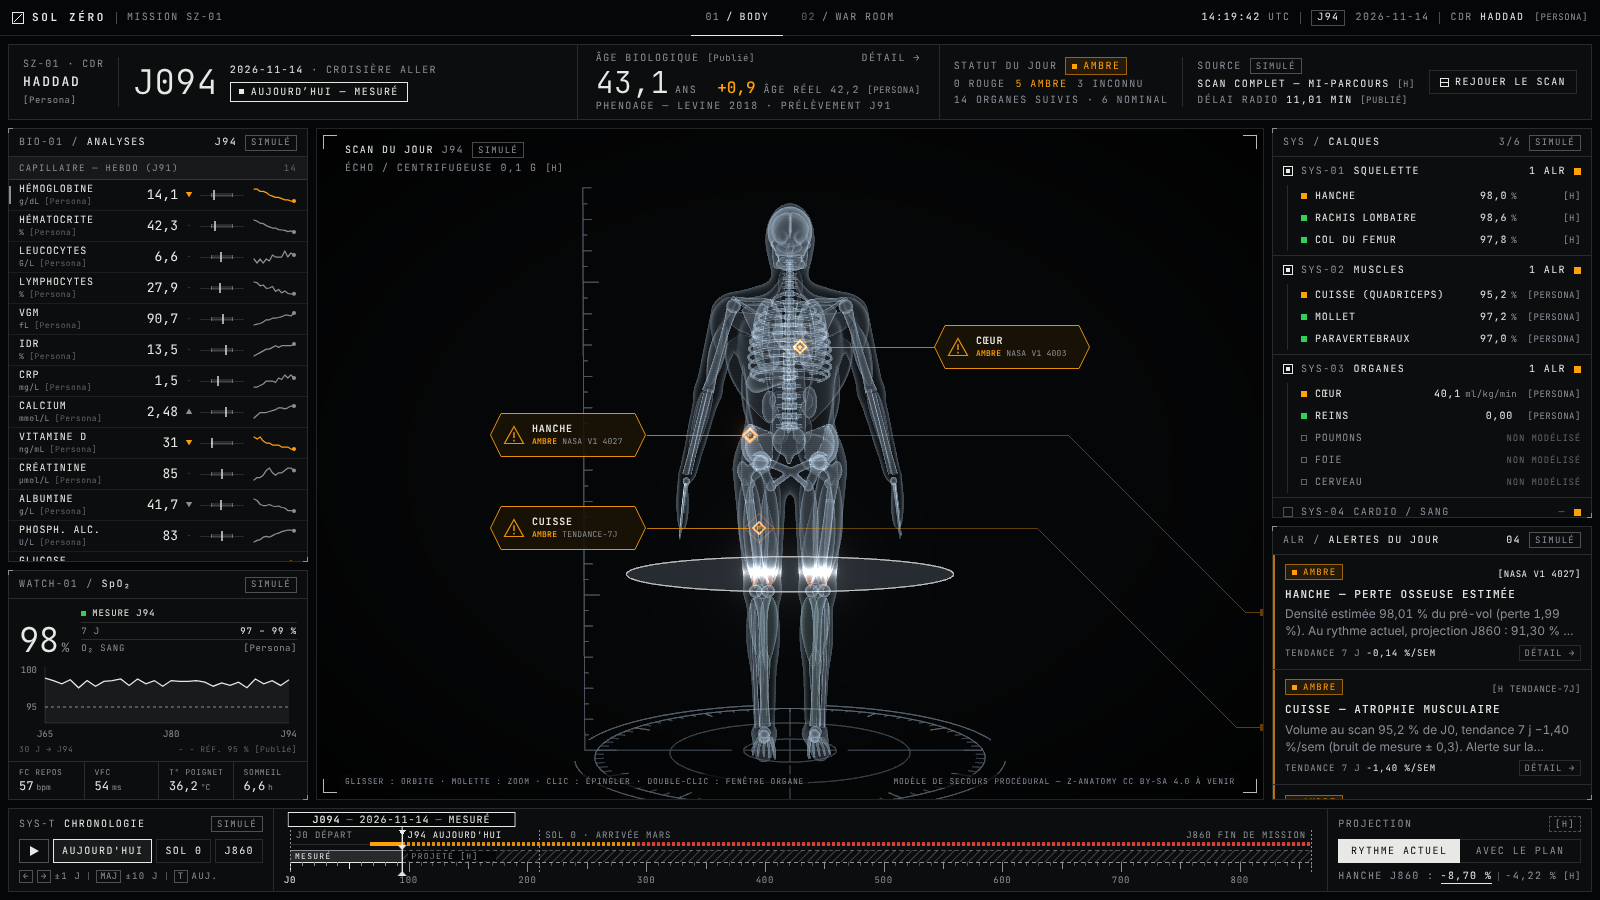 SOL ZÉRO | MISSION SZ-01
01 / BODY
02 / WAR ROOM
14:19:42 UTC | J94 2026-11-14 | CDR HADDAD [PERSONA]
SZ-01 · CDR
HADDAD
[Persona]
J094
2026-11-14 · CROISIÈRE ALLER
AUJOURD'HUI — MESURÉ
ÂGE BIOLOGIQUE [Publié]
DÉTAIL →
43,1 ANS +0,9 ÂGE RÉEL 42,2 [PERSONA]
PHENOAGE — LEVINE 2018 · PRÉLÈVEMENT J91
STATUT DU JOUR AMBRE
0 ROUGE 5 AMBRE 3 INCONNU
14 ORGANES SUIVIS · 6 NOMINAL
SOURCE SIMULÉ
SCAN COMPLET — MI-PARCOURS [H]
DÉLAI RADIO 11,01 MIN [PUBLIÉ]
REJOUER LE SCAN
BIO-01 / ANALYSES J94 SIMULÉ
CAPILLAIRE — HEBDO (J91) 14
HÉMOGLOBINE 14,1
g/dL [Persona]
HÉMATOCRITE 42,3
% [Persona]
LEUCOCYTES 6,6
G/L [Persona]
LYMPHOCYTES 27,9
% [Persona]
VGM 90,7
fL [Persona]
IDR 13,5
% [Persona]
CRP 1,5
mg/L [Persona]
CALCIUM 2,48
mmol/L [Persona]
VITAMINE D 31
ng/mL [Persona]
CRÉATININE 85
µmol/L [Persona]
ALBUMINE 41,7
g/L [Persona]
PHOSPH. ALC. 83
U/L [Persona]
GLUCOSE
WATCH-01 / SpO₂ SIMULÉ
98 %
MESURE J94
7 J 97 – 99 %
O₂ SANG [Persona]
100
95
J65 J80 J94
30 J → J94 - - RÉF. 95 % [Publié]
FC REPOS
57 bpm
VFC
54 ms
T° POIGNET
36,2 °C
SOMMEIL
6,6 h
SCAN DU JOUR J94 SIMULÉ
ÉCHO / CENTRIFUGEUSE 0,1 G [H]
CŒUR
AMBRE NASA V1 4003
HANCHE
AMBRE NASA V1 4027
CUISSE
AMBRE TENDANCE-7J
GLISSER : ORBITE · MOLETTE : ZOOM · CLIC : ÉPINGLER · DOUBLE-CLIC : FENÊTRE ORGANE
MODÈLE DE SECOURS PROCÉDURAL — Z-ANATOMY CC BY-SA 4.0 À VENIR
SYS / CALQUES 3/6 SIMULÉ
SYS-01 SQUELETTE 1 ALR
HANCHE 98,0 % [H]
RACHIS LOMBAIRE 98,6 % [H]
COL DU FEMUR 97,8 % [H]
SYS-02 MUSCLES 1 ALR
CUISSE (QUADRICEPS) 95,2 % [PERSONA]
MOLLET 97,2 % [PERSONA]
PARAVERTEBRAUX 97,0 % [PERSONA]
SYS-03 ORGANES 1 ALR
CŒUR 40,1 ml/kg/min [PERSONA]
REINS 0,00 [PERSONA]
POUMONS NON MODÉLISÉ
FOIE NON MODÉLISÉ
CERVEAU NON MODÉLISÉ
SYS-04 CARDIO / SANG —
ALR / ALERTES DU JOUR 04 SIMULÉ
AMBRE [NASA V1 4027]
HANCHE — PERTE OSSEUSE ESTIMÉE
Densité estimée 98,01 % du pré-vol (perte 1,99
%). Au rythme actuel, projection J860 : 91,30 % ...
TENDANCE 7 J -0,14 %/SEM DÉTAIL →
AMBRE [H TENDANCE-7J]
CUISSE — ATROPHIE MUSCULAIRE
Volume au scan 95,2 % de J0, tendance 7 j −1,40
%/sem (bruit de mesure ± 0,3). Alerte sur la...
TENDANCE 7 J -1,40 %/SEM DÉTAIL →
SYS-T CHRONOLOGIE SIMULÉ
AUJOURD'HUI SOL 0 J860
← → ±1 J | MAJ ±10 J | T AUJ.
J094 — 2026-11-14 — MESURÉ
J0 DÉPART J94 AUJOURD'HUI SOL 0 · ARRIVÉE MARS J860 FIN DE MISSION
MESURÉ PROJETÉ [H]
J0 100 200 300 400 500 600 700 800
PROJECTION [H]
RYTHME ACTUEL AVEC LE PLAN
HANCHE J860 : -8,70 % | -4,22 % [H]